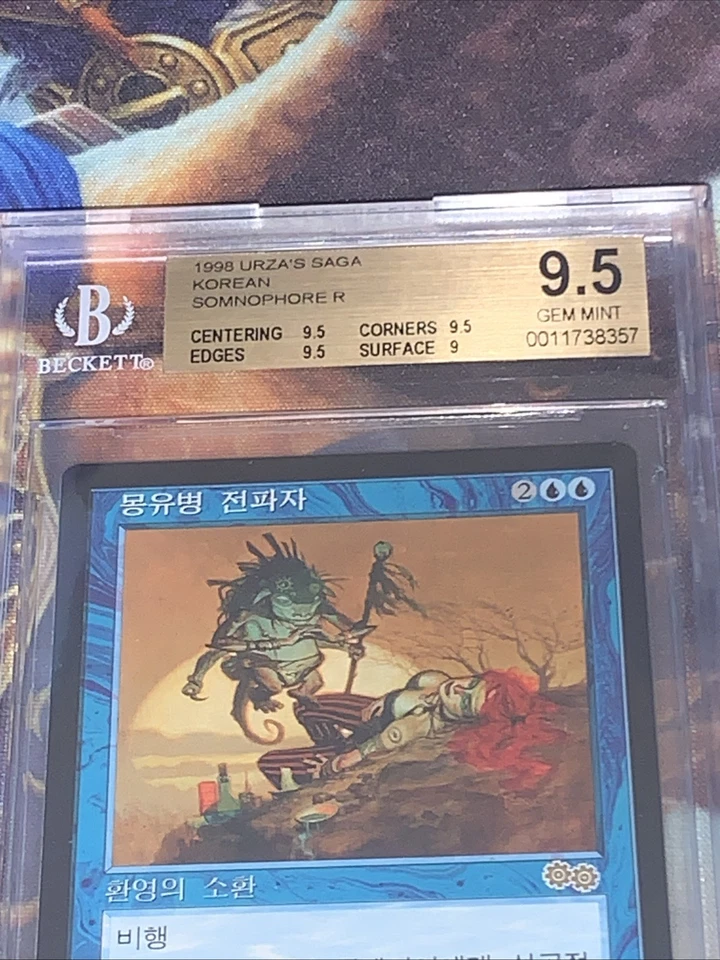 1998 URZA'S SAGA
KOREAN
SOMNOPHORE R
CENTERING 9.5 CORNERS 9.5
EDGES 9.5 SURFACE 9
9.5
GEM MINT
0011738357
B
BECKETT®
몽유병 전파자 2
환영의 소환
비행